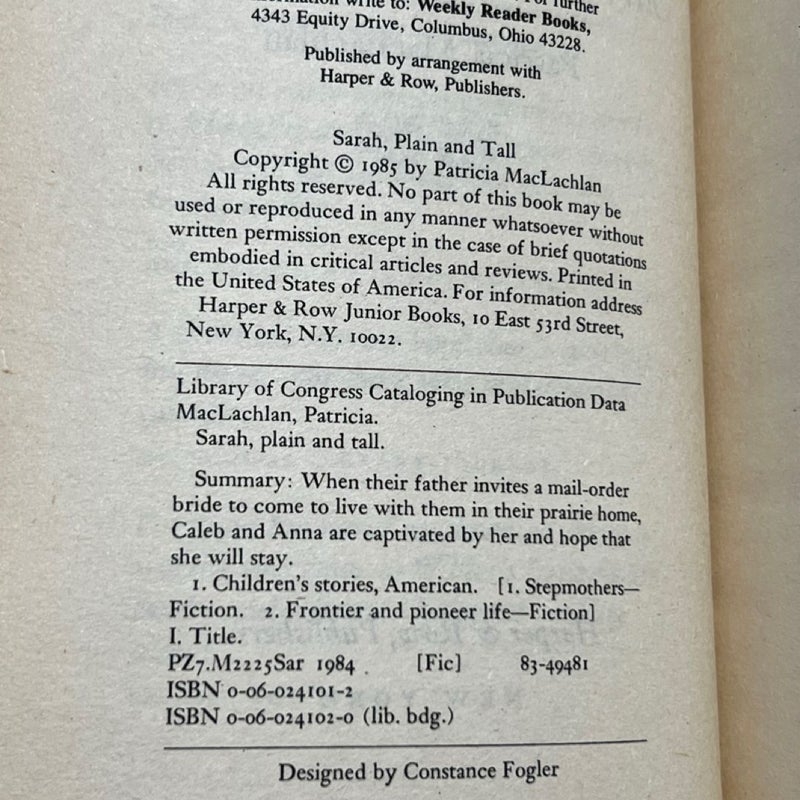 further
write to: Weekly Reader Books,
4343 Equity Drive, Columbus, Ohio 43228.
Published by arrangement with
Harper & Row, Publishers.
Sarah, Plain and Tall
Copyright © 1985 by Patricia MacLachlan
All rights reserved. No part of this book may be
used or reproduced in any manner whatsoever without
written permission except in the case of brief quotations
embodied in critical articles and reviews. Printed in
the United States of America. For information address
Harper & Row Junior Books, 10 East 53rd Street,
New York, N.Y. 10022.
Library of Congress Cataloging in Publication Data
MacLachlan, Patricia.
Sarah, plain and tall.
Summary: When their father invites a mail-order
bride to come to live with them in their prairie home,
Caleb and Anna are captivated by her and hope that
she will stay.
1. Children's stories, American. [1. Stepmothers—
Fiction. 2. Frontier and pioneer life—Fiction]
I. Title.
PZ7.M2225Sar 1984 [Fic] 83-49481
ISBN 0-06-024101-2
ISBN 0-06-024102-0 (lib. bdg.)
Designed by Constance Fogler